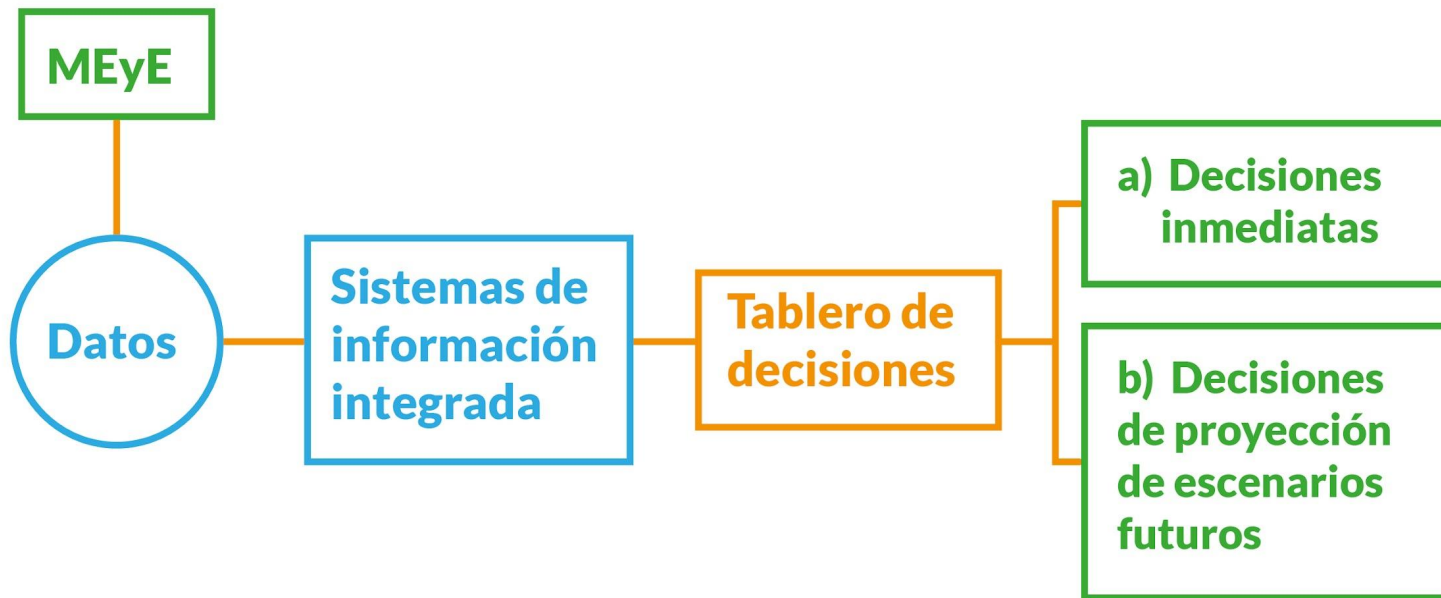 MEyE
Datos
Sistemas de
información
integrada
Tablero de
decisiones
a) Decisiones
inmediatas
b) Decisiones
de proyección
de escenarios
futuros